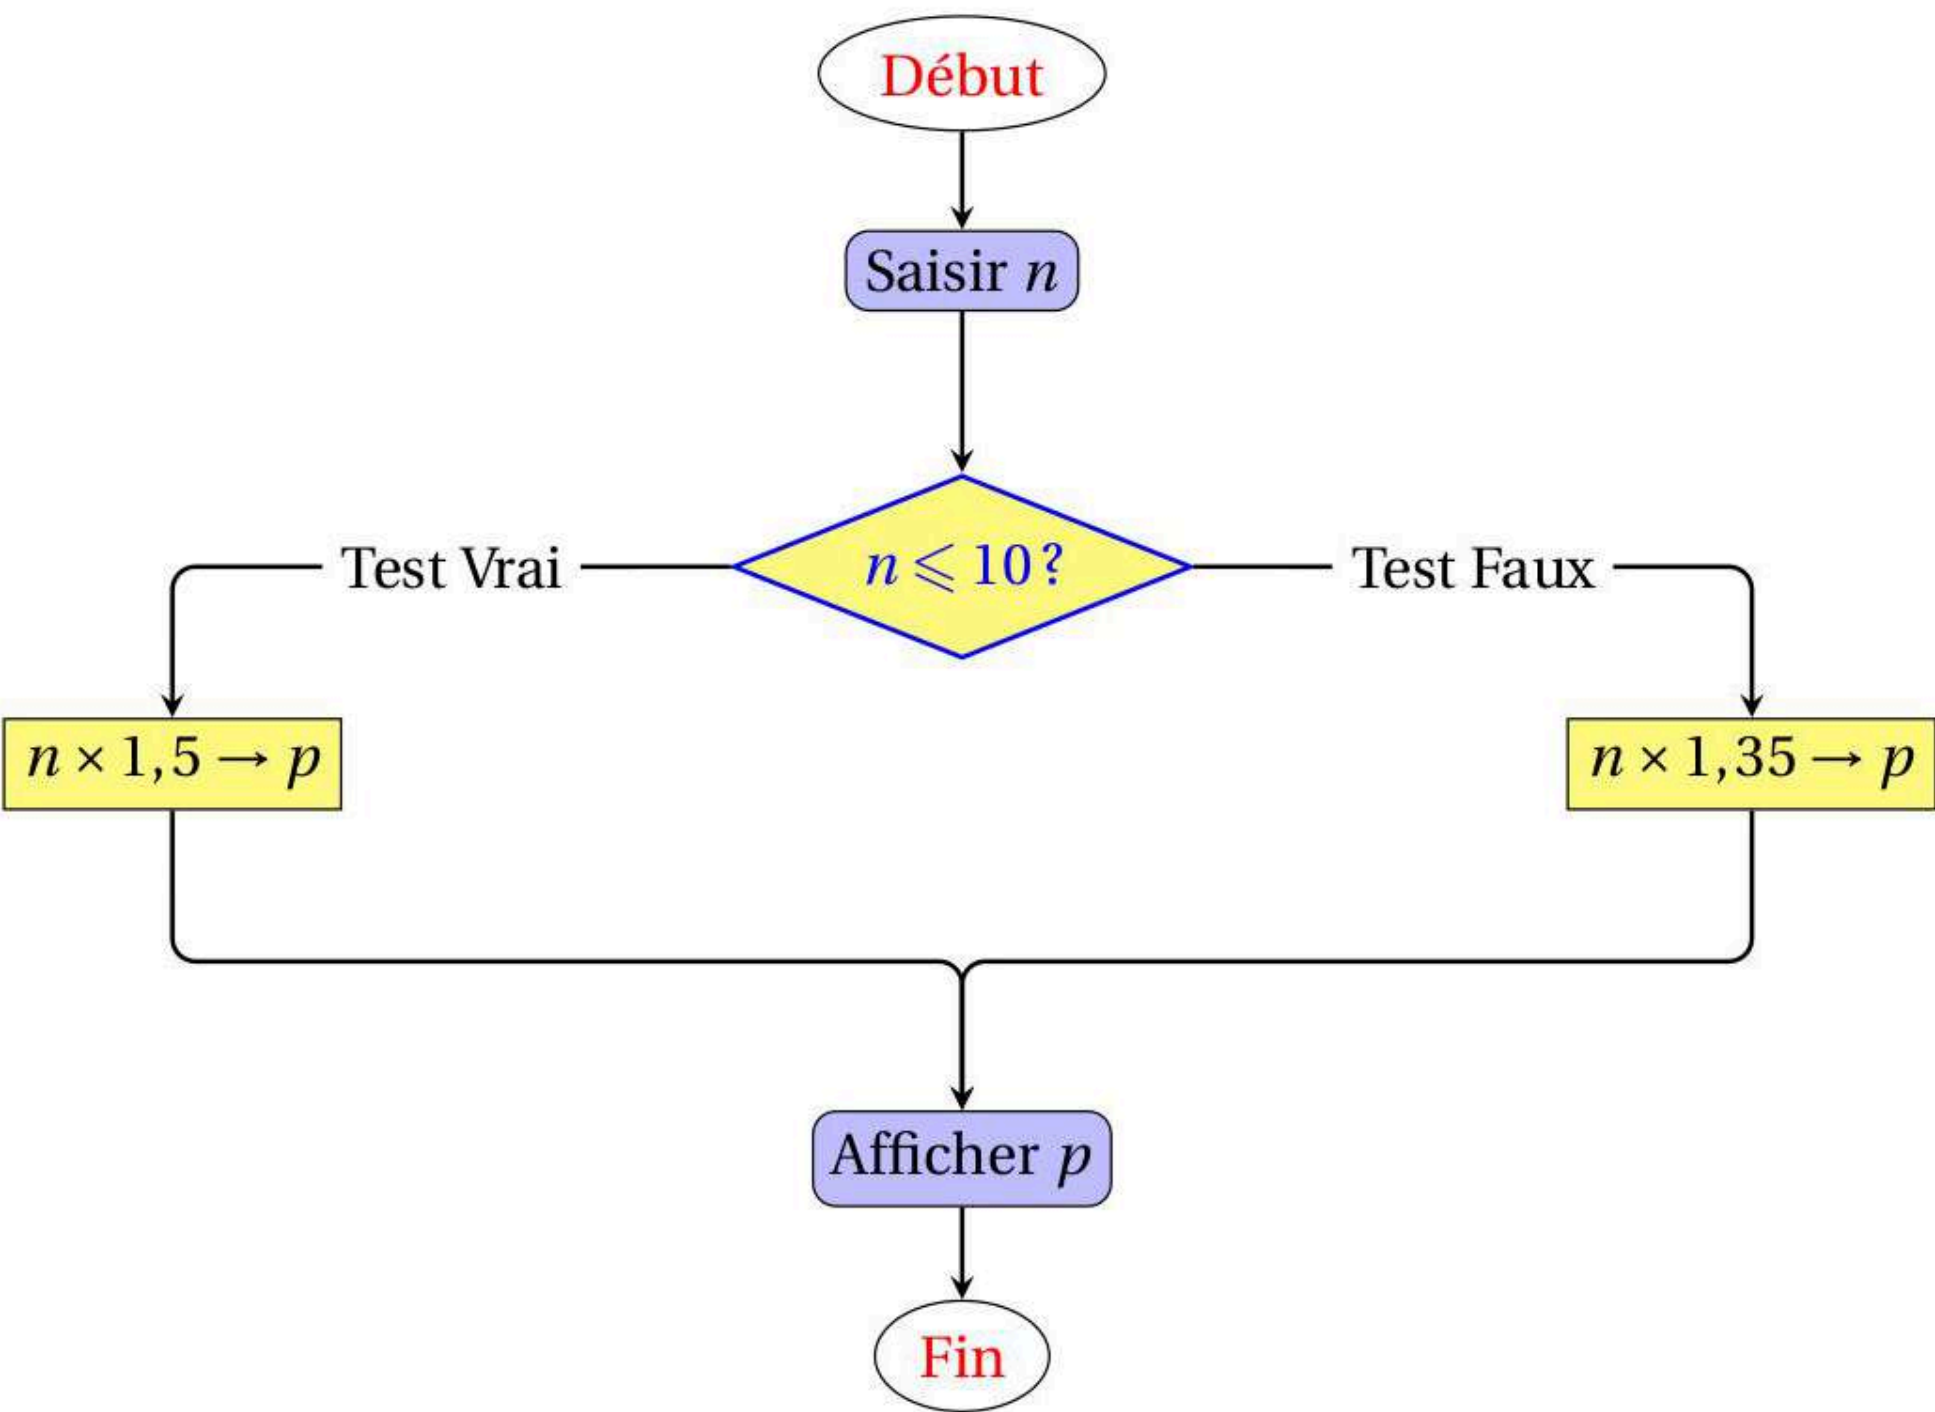 Début
Saisir n
Test Vrai
n ⩽ 10 ?
Test Faux
n × 1,5 → p
n × 1,35 → p
Afficher p
Fin